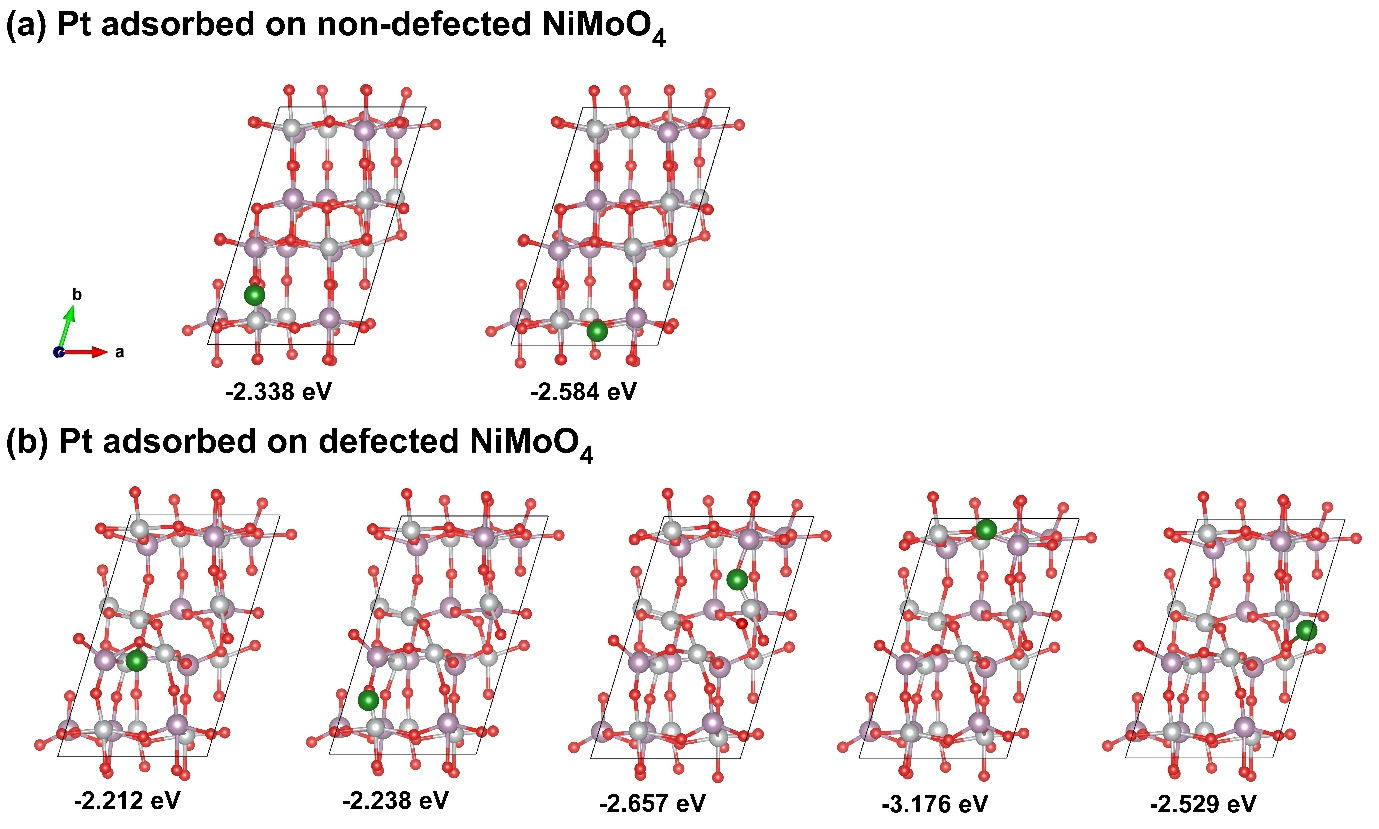 (a) Pt adsorbed on non-defected NiMoO4
b
a
-2.338 eV
-2.584 eV
(b) Pt adsorbed on defected NiMoO4
-2.212 eV
-2.238 eV
-2.657 eV
-3.176 eV
-2.529 eV